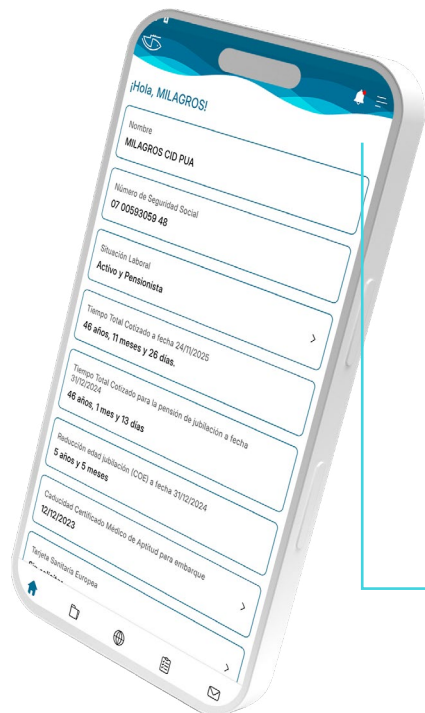 ¡Hola, MILAGROS!
Nombre
MILAGROS CID PUA
Número de Seguridad Social
07 00593059 48
Situación Laboral
Activo y Pensionista
Tiempo Total Cotizado a fecha 24/11/2025
46 años, 11 meses y 26 días.
Tiempo Total Cotizado para la pensión de jubilación a fecha
31/12/2024
46 años, 1 mes y 13 días
Reducción edad jubilación (COE) a fecha 31/12/2024
5 años y 5 meses
Caducidad Certificado Médico de Aptitud para embarque
12/12/2023
Tarjeta Sanitaria Europea